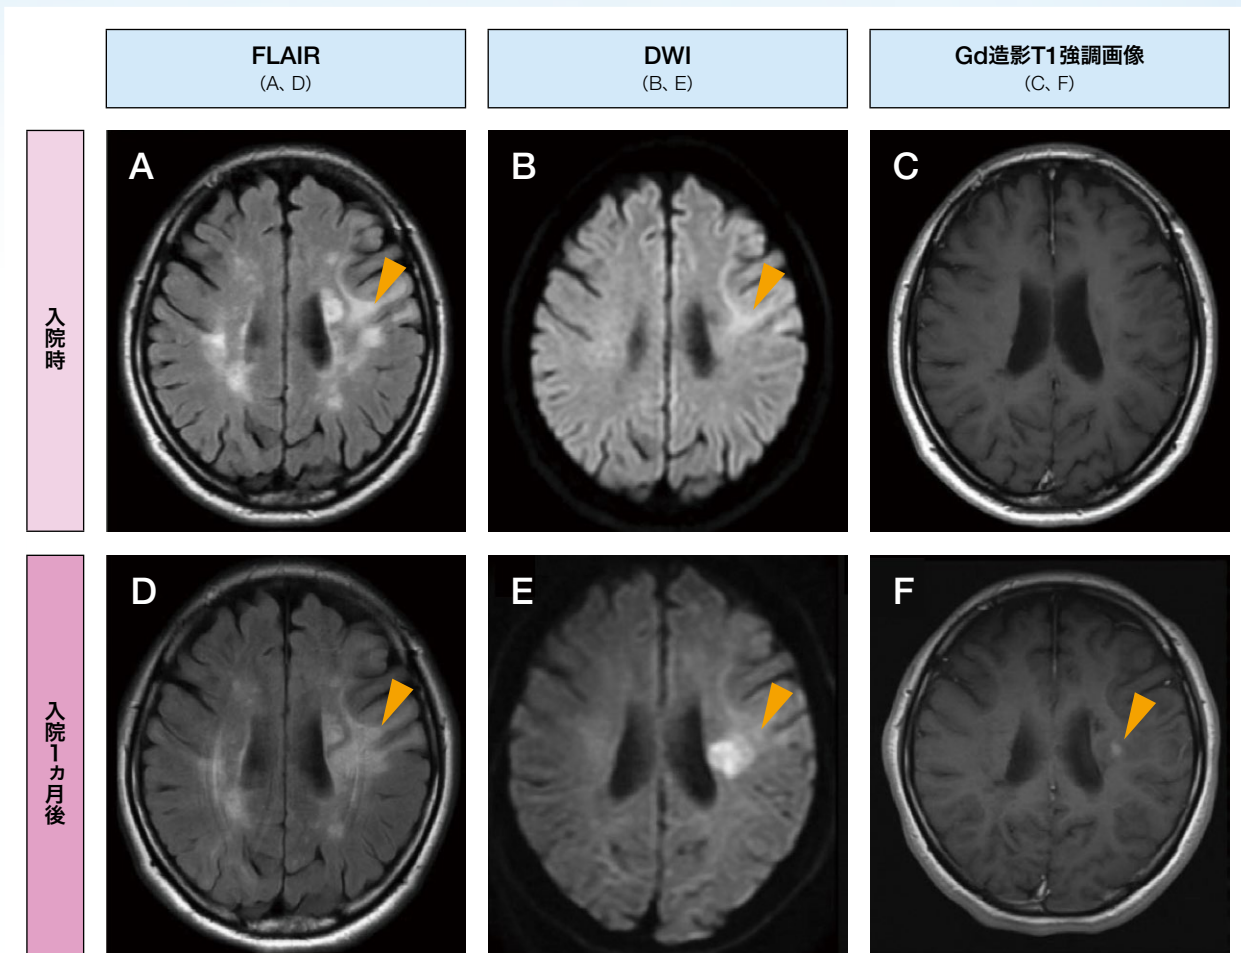 FLAIR
（A、D）
DWI
（B、E）
Gd造影T1強調画像
（C、F）
入院時
A
B
C
入院1ヵ月後
D
E
F